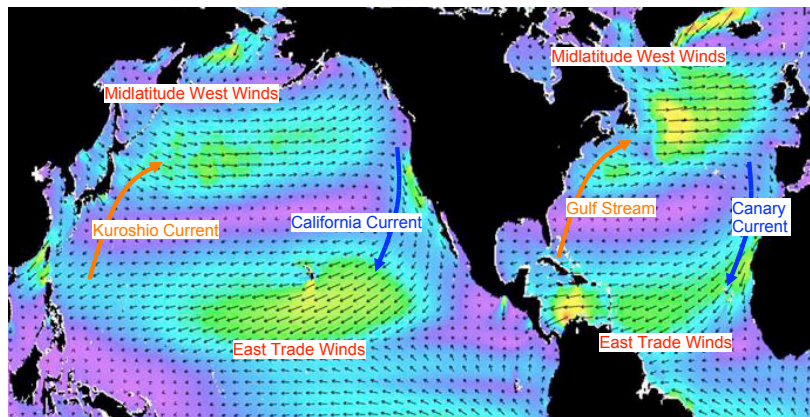 Midlatitude West Winds
Midlatitude West Winds
Kuroshio Current
California Current
Gulf Stream
Canary
Current
East Trade Winds
East Trade Winds